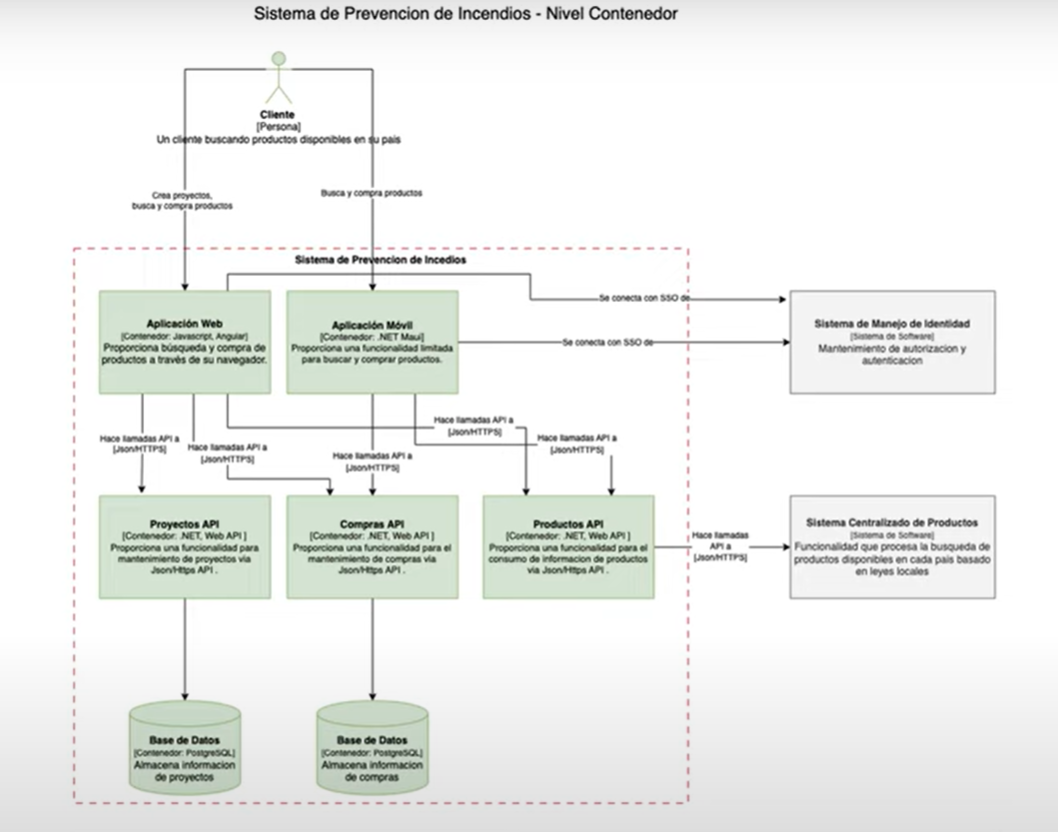 Sistema de Prevencion de Incendios - Nivel Contenedor
Cliente
[Persona]
Un cliente buscando productos disponibles en su pais
Crea proyectos,
busca y compra productos
Busca y compra productos
Sistema de Prevencion de Incedios
Se conecta con SSO de
Aplicación Web
[Contenedor: Javascript, Angular]
Proporciona búsqueda y compra de
productos a través de su navegador.
Aplicación Móvil
[Contenedor: .NET Maui]
Proporciona una funcionalidad limitada
para buscar y comprar productos.
Se conecta con SSO de
Sistema de Manejo de Identidad
[Sistema de Software]
Mantenimiento de autorizacion y
autenticacion
Hace llamadas API a
[Json/HTTPS]
Hace llamadas API a
[Json/HTTPS]
Hace llamadas API a
[Json/HTTPS]
Hace llamadas API a
[Json/HTTPS]
Hace llamadas API a
[Json/HTTPS]
Proyectos API
[Contenedor: .NET, Web API ]
Proporciona una funcionalidad para
mantenimiento de proyectos via
Json/Https API .
Compras API
[Contenedor: .NET, Web API ]
Proporciona una funcionalidad para el
mantenimiento de compras via
Json/Https API .
Productos API
[Contenedor: .NET, Web API ]
Proporciona una funcionalidad para el
consumo de informacion de productos
via Json/Https API .
Hace llamadas
API a
[Json/HTTPS]
Sistema Centralizado de Productos
[Sistema de Software]
Funcionalidad que procesa la busqueda de
productos disponibles en cada pais basado
en leyes locales
Base de Datos
[Contenedor: PostgreSQL]
Almacena informacion
de proyectos
Base de Datos
[Contenedor: PostgreSQL]
Almacena informacion
de compras